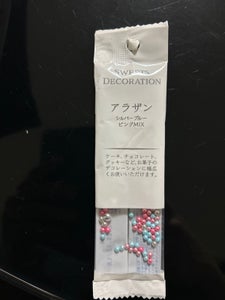 SWEETS
DECORATION
アラザン
シルバーブルー
ピンクMIX
ケーキ、チョコレート、
クッキーなど、お菓子の
デコレーションに幅広
くお使いいただけます。